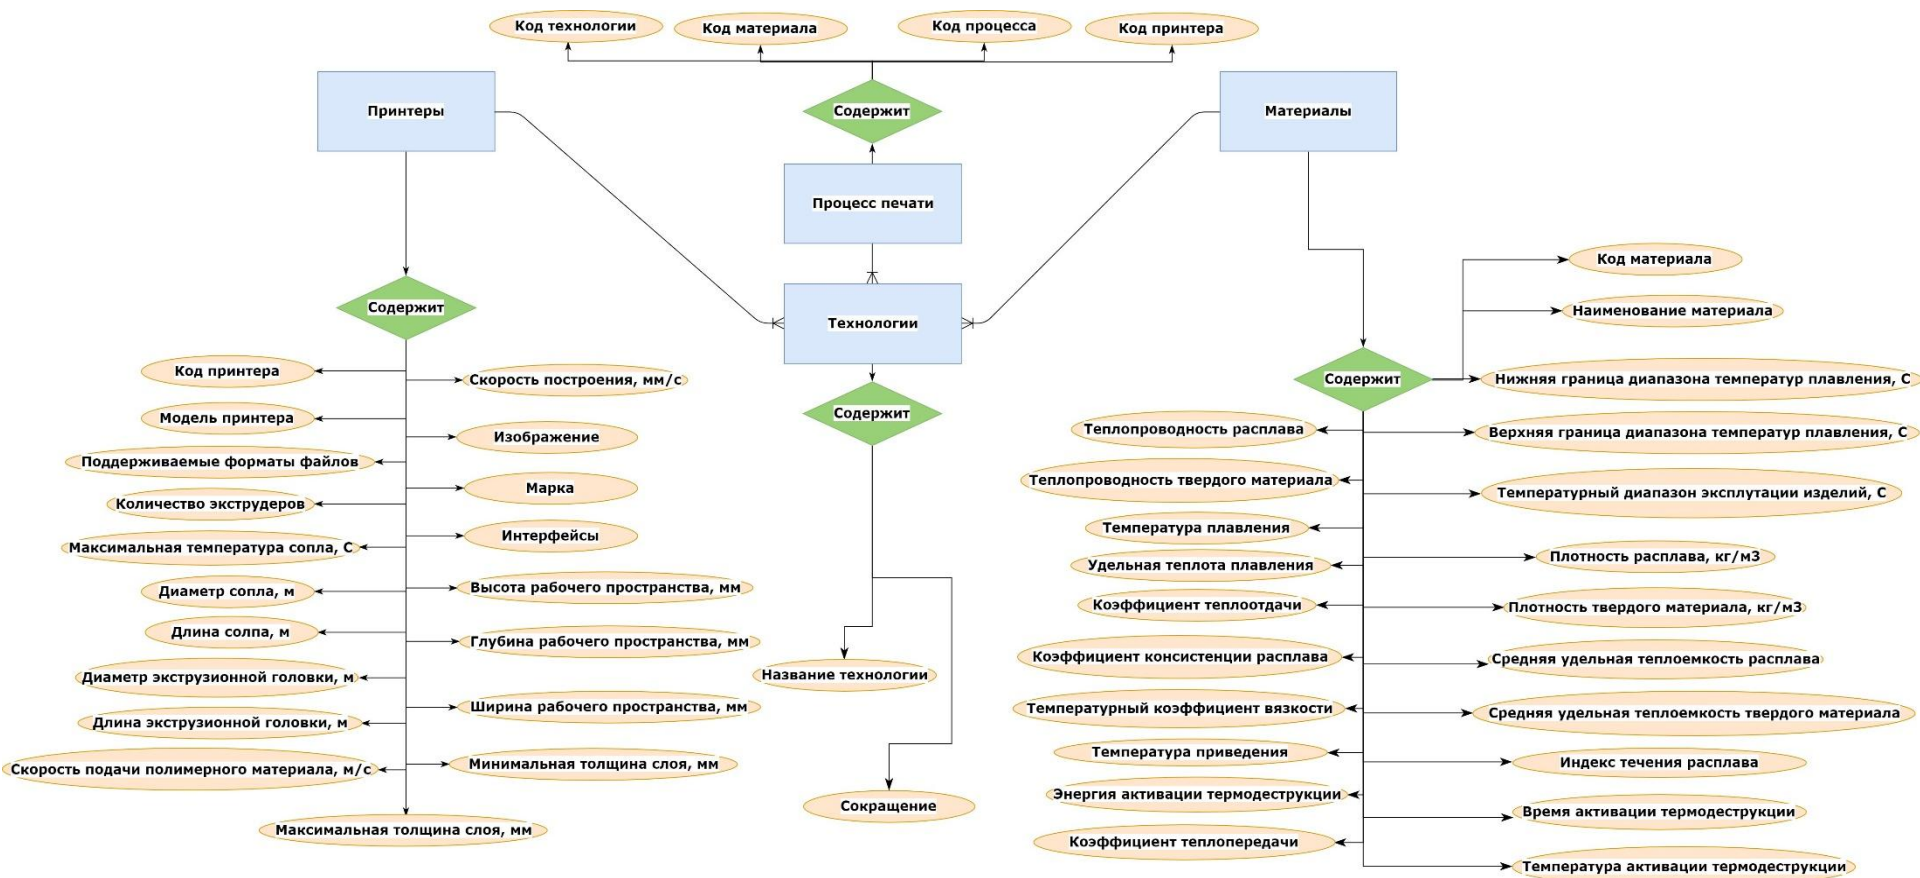 Код технологии
Код материала
Код процесса
Код принтера
Принтеры
Содержит
Материалы
Процесс печати
Технологии
Содержит
Код принтера
Модель принтера
Поддерживаемые форматы файлов
Количество экструдеров
Максимальная температура сопла, С
Диаметр сопла, м
Длина солпа, м
Диаметр экструзионной головки, м
Длина экструзионной головки, м
Скорость подачи полимерного материала, м/с
Максимальная толщина слоя, мм
Скорость построения, мм/с
Изображение
Марка
Интерфейсы
Высота рабочего пространства, мм
Глубина рабочего пространства, мм
Ширина рабочего пространства, мм
Минимальная толщина слоя, мм
Содержит
Название технологии
Сокращение
Содержит
Код материала
Наименование материала
Нижняя граница диапазона температур плавления, С
Верхняя граница диапазона температур плавления, С
Температурный диапазон эксплутации изделий, С
Плотность расплава, кг/м3
Плотность твердого материала, кг/м3
Средняя удельная теплоемкость расплава
Средняя удельная теплоемкость твердого материала
Индекс течения расплава
Время активации термодеструкции
Температура активации термодеструкции
Теплопроводность расплава
Теплопроводность твердого материала
Температура плавления
Удельная теплота плавления
Коэффициент теплоотдачи
Коэффициент консистенции расплава
Температурный коэффициент вязкости
Температура приведения
Энергия активации термодеструкции
Коэффициент теплопередачи